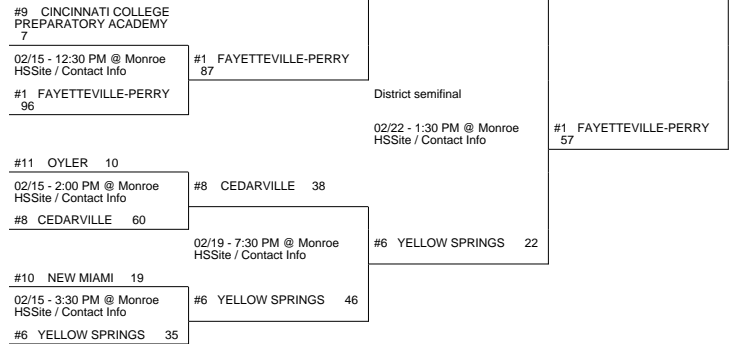 #9 CINCINNATI COLLEGE
PREPARATORY ACADEMY
7
02/15 - 12:30 PM @ Monroe
HSSite / Contact Info
#1 FAYETTEVILLE-PERRY
87
#1 FAYETTEVILLE-PERRY
96
District semifinal
02/22 - 1:30 PM @ Monroe
HSSite / Contact Info
#1 FAYETTEVILLE-PERRY
57
#11 OYLER 10
02/15 - 2:00 PM @ Monroe
HSSite / Contact Info
#8 CEDARVILLE 38
#8 CEDARVILLE 60
02/19 - 7:30 PM @ Monroe
HSSite / Contact Info
#6 YELLOW SPRINGS 22
#10 NEW MIAMI 19
02/15 - 3:30 PM @ Monroe
HSSite / Contact Info
#6 YELLOW SPRINGS 46
#6 YELLOW SPRINGS 35